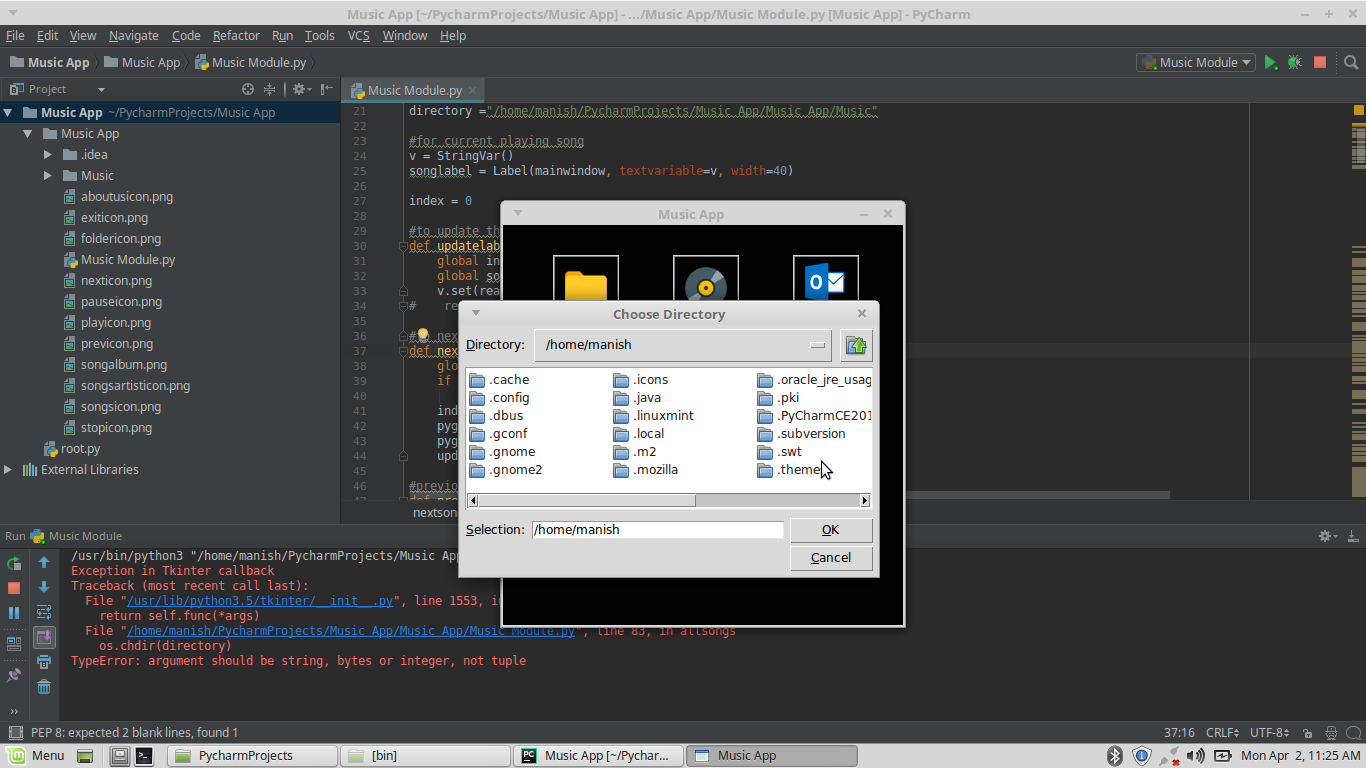 Music App [~/PycharmProjects/Music App] - .../Music App/Music Module.py [Music App] - PyCharm
File Edit View Navigate Code Refactor Run Tools VCS Window Help
Music App Music App Music Module.py
Music Module
Project
Music Module.py
Music App ~/PycharmProjects/Music App
Music App
.idea
Music
aboutusicon.png
exiticon.png
foldericon.png
Music Module.py
nexticon.png
pauseicon.png
playicon.png
previcon.png
songalbum.png
songsartisticon.png
songsicon.png
stopicon.png
root.py
External Libraries
21 directory ="/home/manish/PycharmProjects/Music App/Music App/Music"
22
23 #for current playing song
24 v = StringVar()
25 songlabel = Label(mainwindow, textvariable=v, width=40)
26
27 index = 0
28
29 #to update th
30 def updatelab
31 global in
32 global so
33 v.set(rea
34 # re
35
36 # nex
37 def nex
38 glo
39 if
40
41 ind
42 pyg
43 pyg
44 upd
45
46 #previo
47 def pre
nextson
Music App
Choose Directory
Directory: /home/manish
.cache .icons .oracle_jre_usag
.config .java .pki
.dbus .linuxmint .PyCharmCE201
.gconf .local .subversion
.gnome .m2 .swt
.gnome2 .mozilla .theme
Selection: /home/manish OK
Cancel
Run Music Module
/usr/bin/python3 "/home/manish/PycharmProjects/Music Ap
Exception in Tkinter callback
Traceback (most recent call last):
File "/usr/lib/python3.5/tkinter/__init__.py", line 1553, i
return self.func(*args)
File "/home/manish/PycharmProjects/Music App/Music App/Music Module.py", line 83, in allsongs
os.chdir(directory)
TypeError: argument should be string, bytes or integer, not tuple
PEP 8: expected 2 blank lines, found 1 37:16 CRLF UTF-8
Menu PycharmProjects [bin] Music App [~/Pychar... Music App Mon Apr 2, 11:25 AM